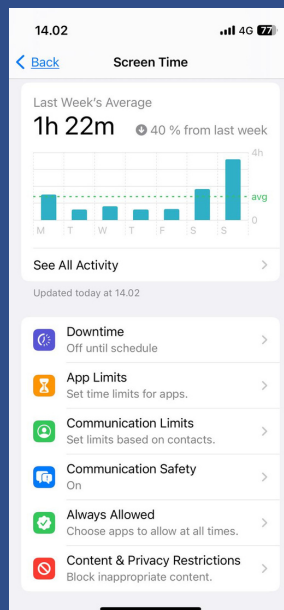 14.02 4G 77
Back Screen Time
Last Week's Average
1h 22m 40 % from last week
4h
avg
0
M T W T F S S
See All Activity
Updated today at 14.02
Downtime
Off until schedule
App Limits
Set time limits for apps.
Communication Limits
Set limits based on contacts.
Communication Safety
On
Always Allowed
Choose apps to allow at all times.
Content & Privacy Restrictions
Block inappropriate content.